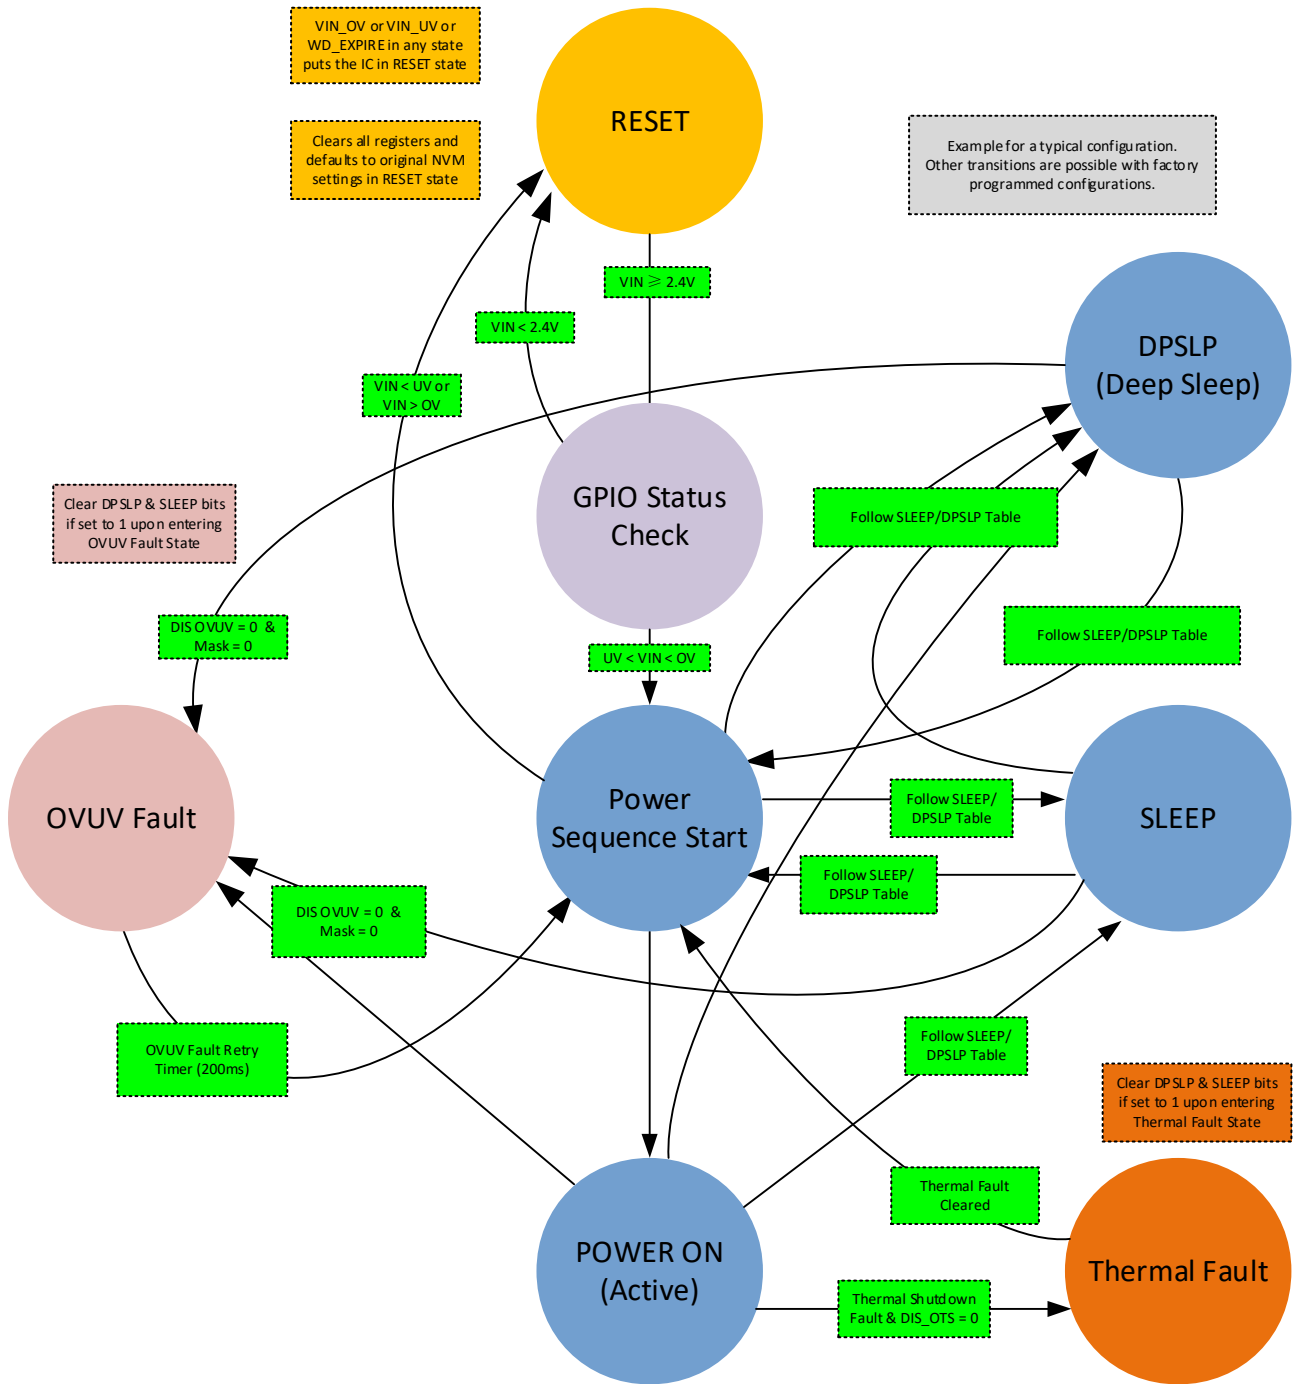 VIN_OV or VIN_UV or
WD_EXPIRE in any state
puts the IC in RESET state
RESET
Clears all registers and
defaults to original NVM
settings in RESET state
Example for a typical configuration.
Other transitions are possible with factory
programmed configurations.
VIN ≥ 2.4V
VIN < 2.4V
VIN < UV or
VIN > OV
DPSLP
(Deep Sleep)
GPIO Status
Check
Clear DPSLP & SLEEP bits
if set to 1 upon entering
OVUV Fault State
Follow SLEEP/DPSLP Table
DIS OVUV = 0 &
Mask = 0
UV < VIN < OV
Follow SLEEP/DPSLP Table
OVUV Fault
Power
Sequence Start
Follow SLEEP/
DPSLP Table
SLEEP
Follow SLEEP/
DPSLP Table
DIS OVUV = 0 &
Mask = 0
OVUV Fault Retry
Timer (200ms)
Follow SLEEP/
DPSLP Table
Clear DPSLP & SLEEP bits
if set to 1 upon entering
Thermal Fault State
Thermal Fault
Cleared
POWER ON
(Active)
Thermal Shutdown
Fault & DIS_OTS = 0
Thermal Fault